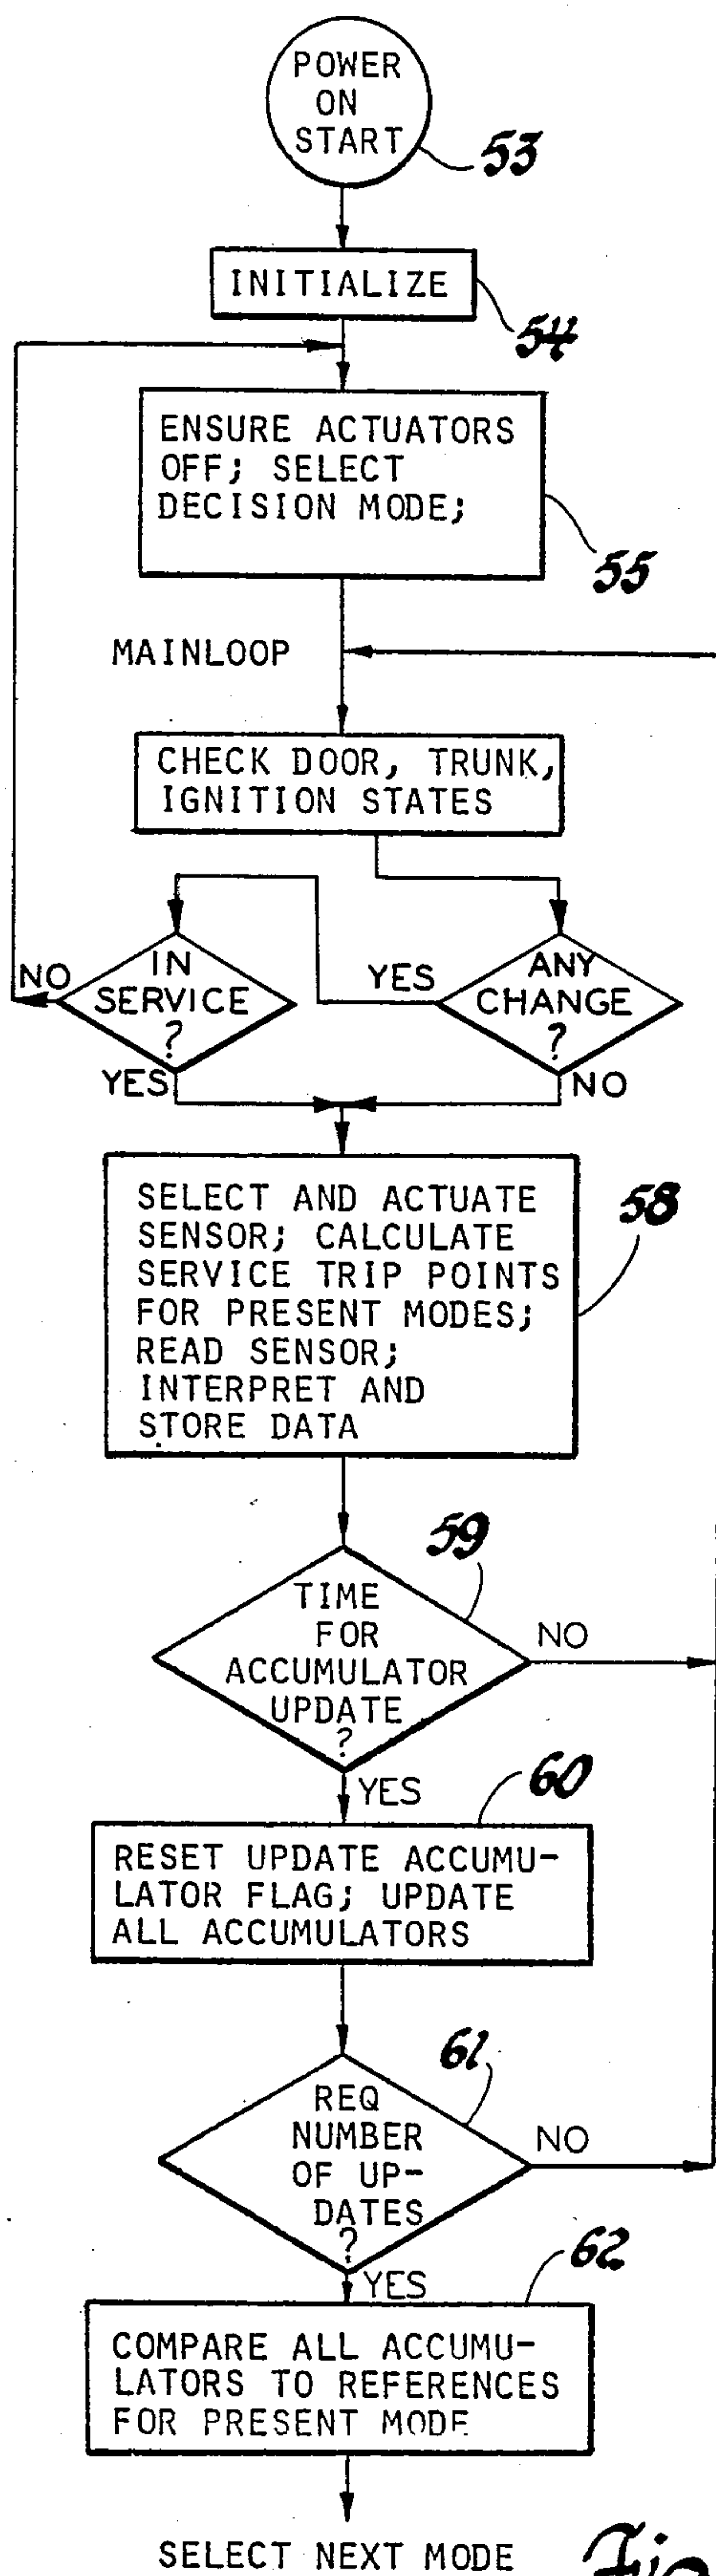 POWER
ON
START
53
INITIALIZE
54
ENSURE ACTUATORS
OFF; SELECT
DECISION MODE;
55
MAINLOOP
CHECK DOOR, TRUNK,
IGNITION STATES
NO
IN
SERVICE
?
YES
YES
ANY
CHANGE
?
NO
SELECT AND ACTUATE
SENSOR; CALCULATE
SERVICE TRIP POINTS
FOR PRESENT MODES;
READ SENSOR;
INTERPRET AND
STORE DATA
58
59
TIME
FOR
ACCUMULATOR
UPDATE
?
NO
YES
60
RESET UPDATE ACCUMU-
LATOR FLAG; UPDATE
ALL ACCUMULATORS
61
REQ
NUMBER
OF UP-
DATES
?
NO
YES
62
COMPARE ALL ACCUMU-
LATORS TO REFERENCES
FOR PRESENT MODE
SELECT NEXT MODE